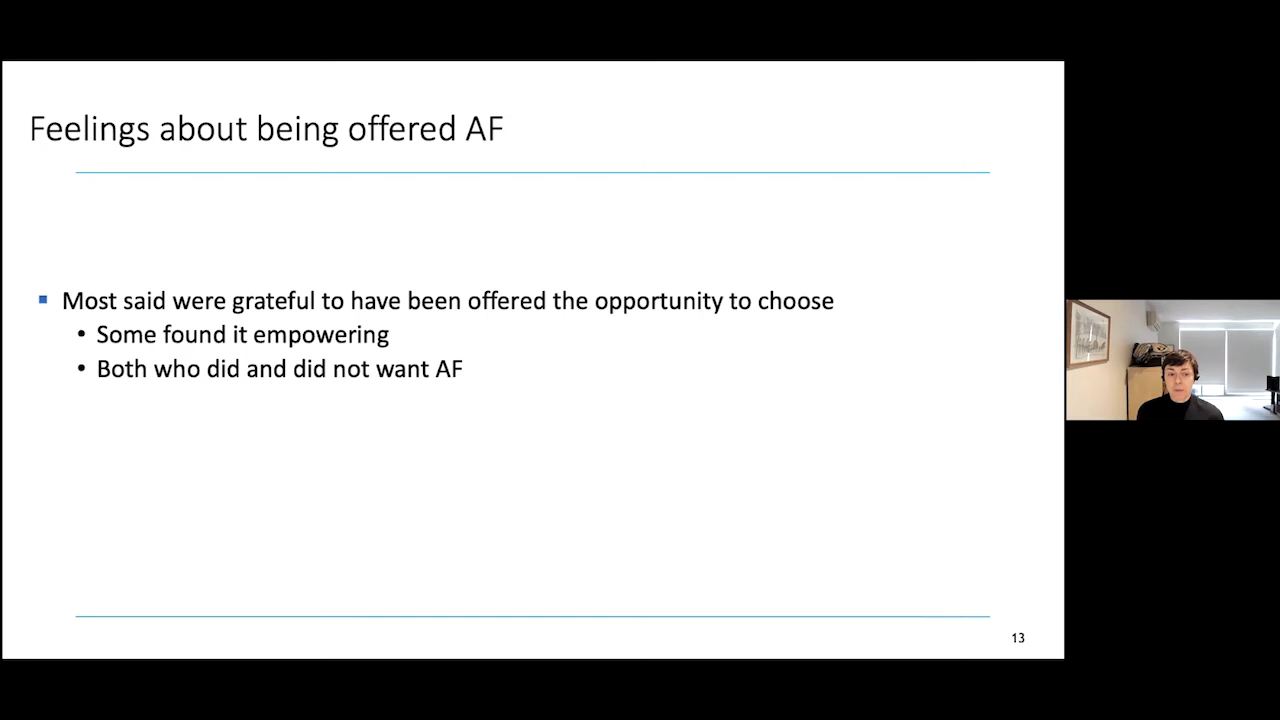 Feelings about being offered AF
Most said were grateful to have been offered the opportunity to choose
Some found it empowering
Both who did and did not want AF
13